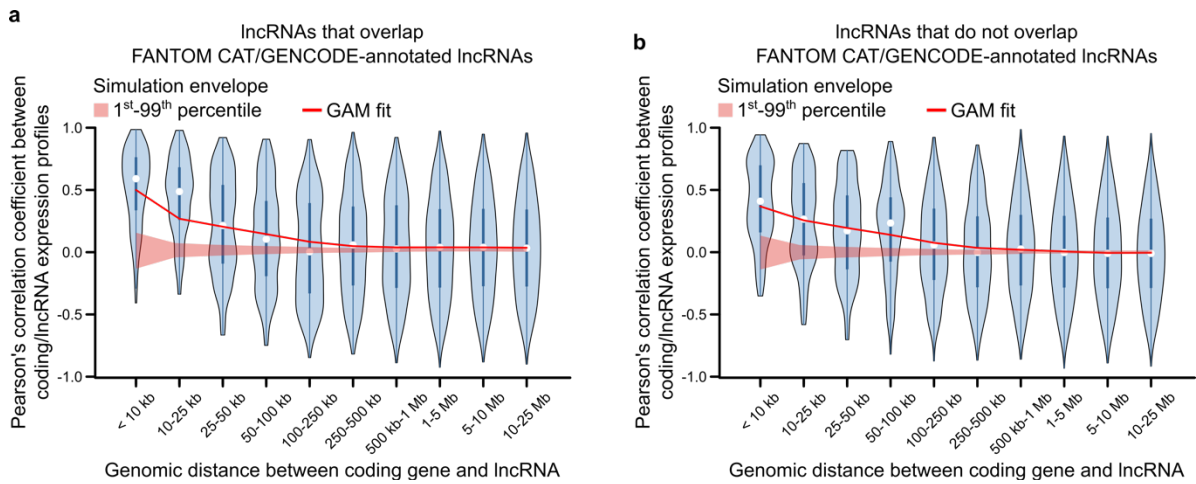 a
lncRNAs that overlap
FANTOM CAT/GENCODE-annotated lncRNAs
Simulation envelope
1st-99th percentile
GAM fit
Pearson's correlation coefficient between
coding/lncRNA expression profiles
1.0
0.5
0.0
-0.5
-1.0
< 10 kb
10-25 kb
25-50 kb
50-100 kb
100-250 kb
250-500 kb
500 kb-1 Mb
1-5 Mb
5-10 Mb
10-25 Mb
Genomic distance between coding gene and lncRNA
b
lncRNAs that do not overlap
FANTOM CAT/GENCODE-annotated lncRNAs
Simulation envelope
1st-99th percentile
GAM fit
Pearson's correlation coefficient between
coding/lncRNA expression profiles
1.0
0.5
0.0
-0.5
-1.0
< 10 kb
10-25 kb
25-50 kb
50-100 kb
100-250 kb
250-500 kb
500 kb-1 Mb
1-5 Mb
5-10 Mb
10-25 Mb
Genomic distance between coding gene and lncRNA